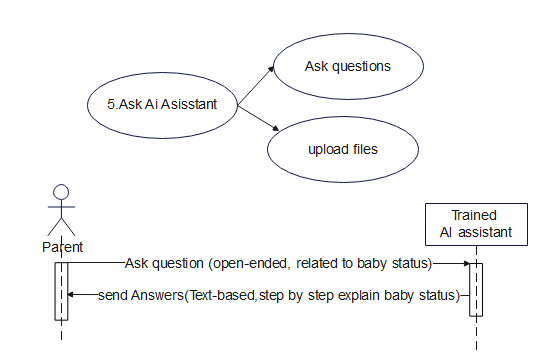 Ask questions
5.Ask Ai Asisstant
upload files
Trained
AI assistant
Parent
Ask question (open-ended, related to baby status)
send Answers(Text-based,step by step explain baby status)